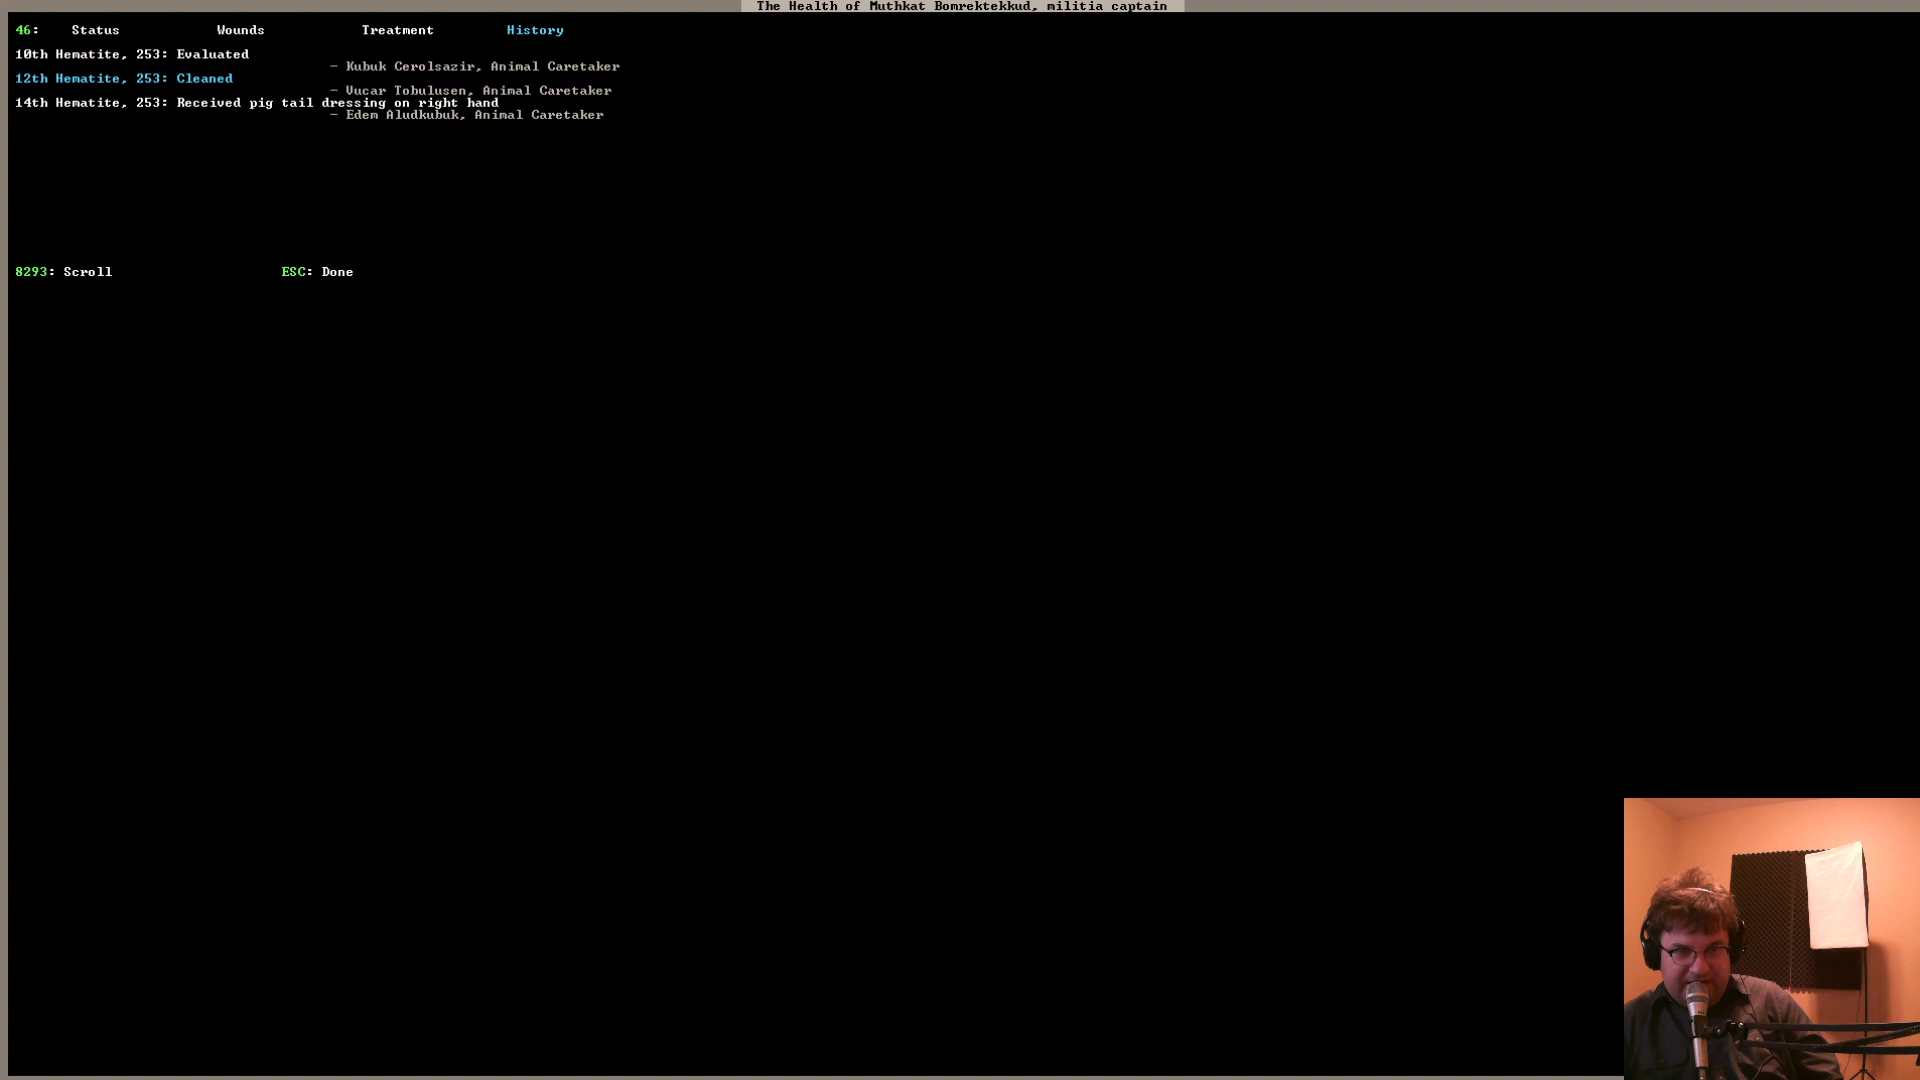 The Health of Muthkat Bomrektekkud, militia captain
46: Status Wounds Treatment History
10th Hematite, 253: Evaluated
- Kubuk Cerolsazir, Animal Caretaker
12th Hematite, 253: Cleaned
- Vucar Tobulusen, Animal Caretaker
14th Hematite, 253: Received pig tail dressing on right hand
- Edem Aludkubuk, Animal Caretaker
8293: Scroll ESC: Done